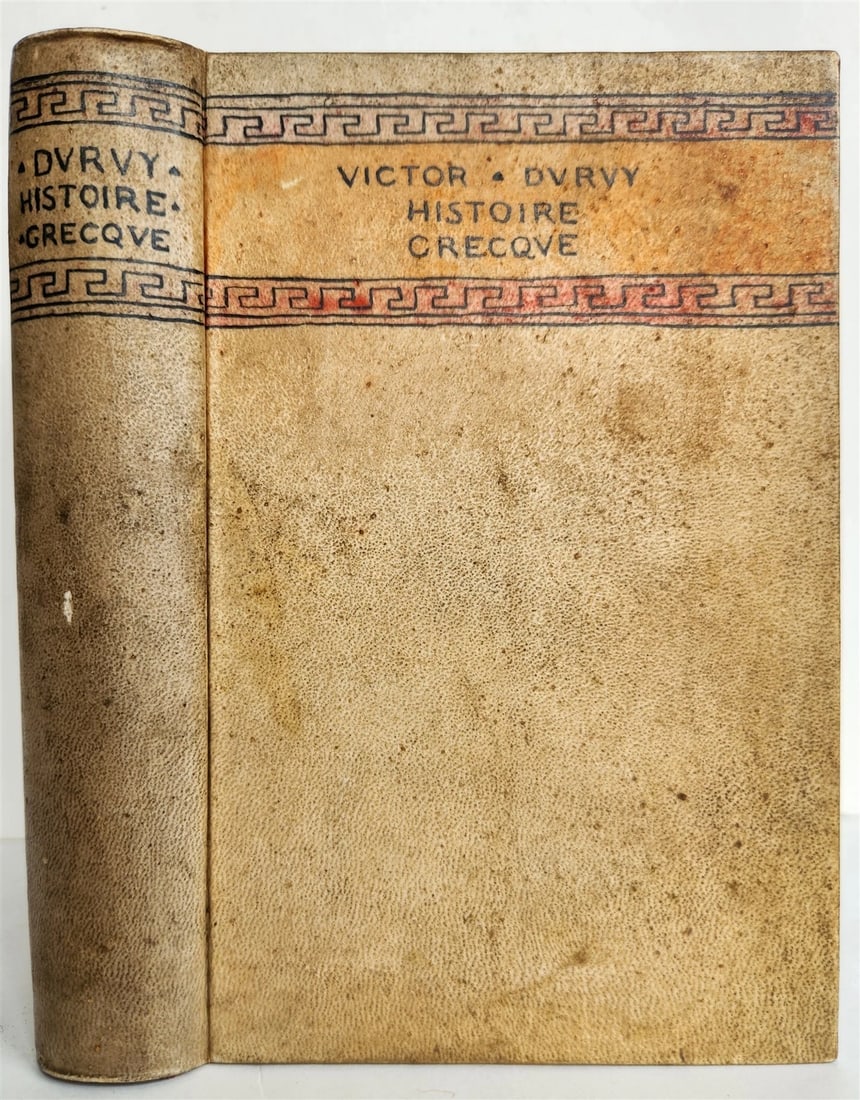 ▴ DVRVY ▴
HISTOIRE ▴
▴ GRECQVE
VICTOR ▴ DVRVY
HISTOIRE
GRECQVE